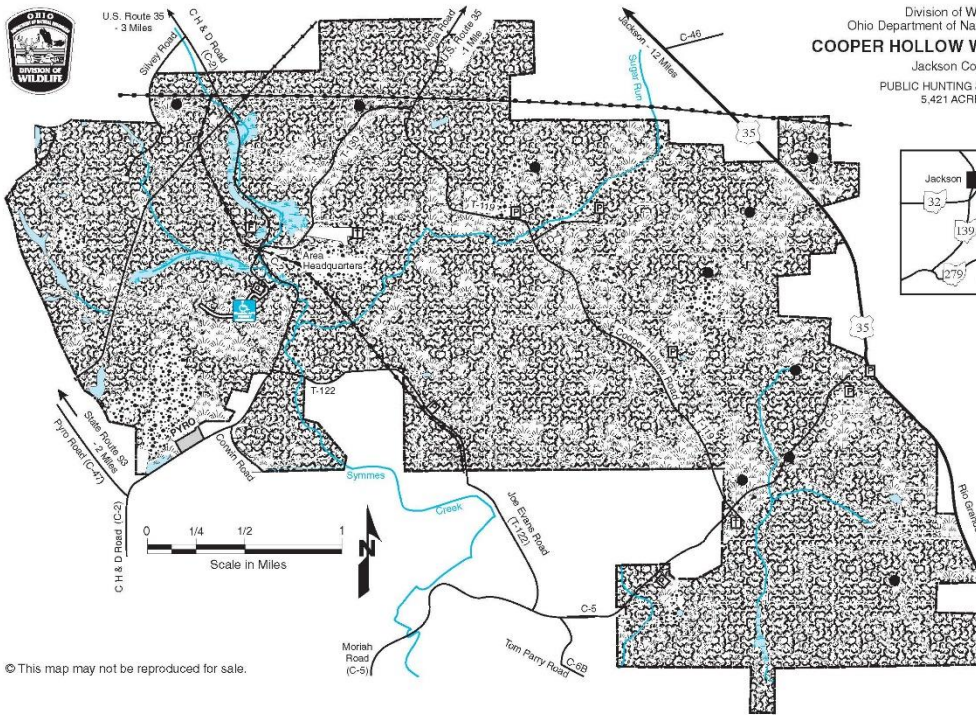 OHIO
DIVISION OF
WILDLIFE
U.S. Route 35
- 3 Miles
Silvey Road
C H & D Road
(C-2)
Vega Road
U.S. Route 35
- 1 Mile
Jackson - 12 Miles
C-46
Sugar Run
35
Division of W
Ohio Department of Na
COOPER HOLLOW W
Jackson Co
PUBLIC HUNTING
5,421 ACR
Jackson
32
139
279
P
P
P
Area
Headquarters
Cooper Hollow
35
P
P
T-122
PYRO
State Route 93
- 2 Miles
Pyro Road (C-47)
Corwin Road
Symmes
Creek
Joe Evans Road
(T-122)
Rio Grand
C H & D Road (C-2)
0 1/4 1/2 1
Scale in Miles
N
C-5
Moriah
Road
(C-5)
Tom Parry Road
C-6B
© This map may not be reproduced for sale.